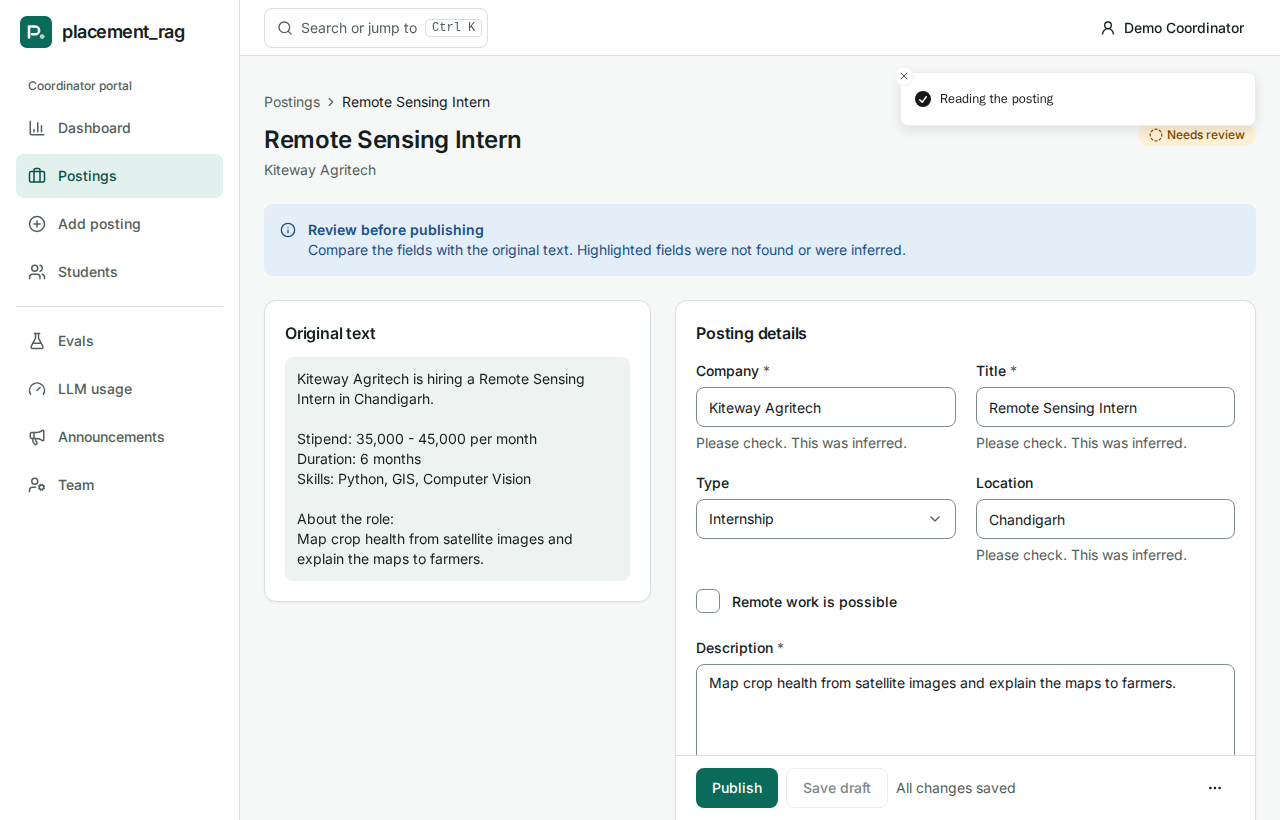 placement_rag
Search or jump to
Ctrl K
Demo Coordinator
Coordinator portal
Dashboard
Postings
Add posting
Students
Evals
LLM usage
Announcements
Team
Postings > Remote Sensing Intern
Reading the posting
Remote Sensing Intern
Needs review
Kiteway Agritech
Review before publishing
Compare the fields with the original text. Highlighted fields were not found or were inferred.
Original text
Kiteway Agritech is hiring a Remote Sensing
Intern in Chandigarh.
Stipend: 35,000 - 45,000 per month
Duration: 6 months
Skills: Python, GIS, Computer Vision
About the role:
Map crop health from satellite images and
explain the maps to farmers.
Posting details
Company *
Title *
Kiteway Agritech
Remote Sensing Intern
Please check. This was inferred.
Please check. This was inferred.
Type
Location
Internship
Chandigarh
Please check. This was inferred.
Remote work is possible
Description *
Map crop health from satellite images and explain the maps to farmers.
Publish
Save draft
All changes saved